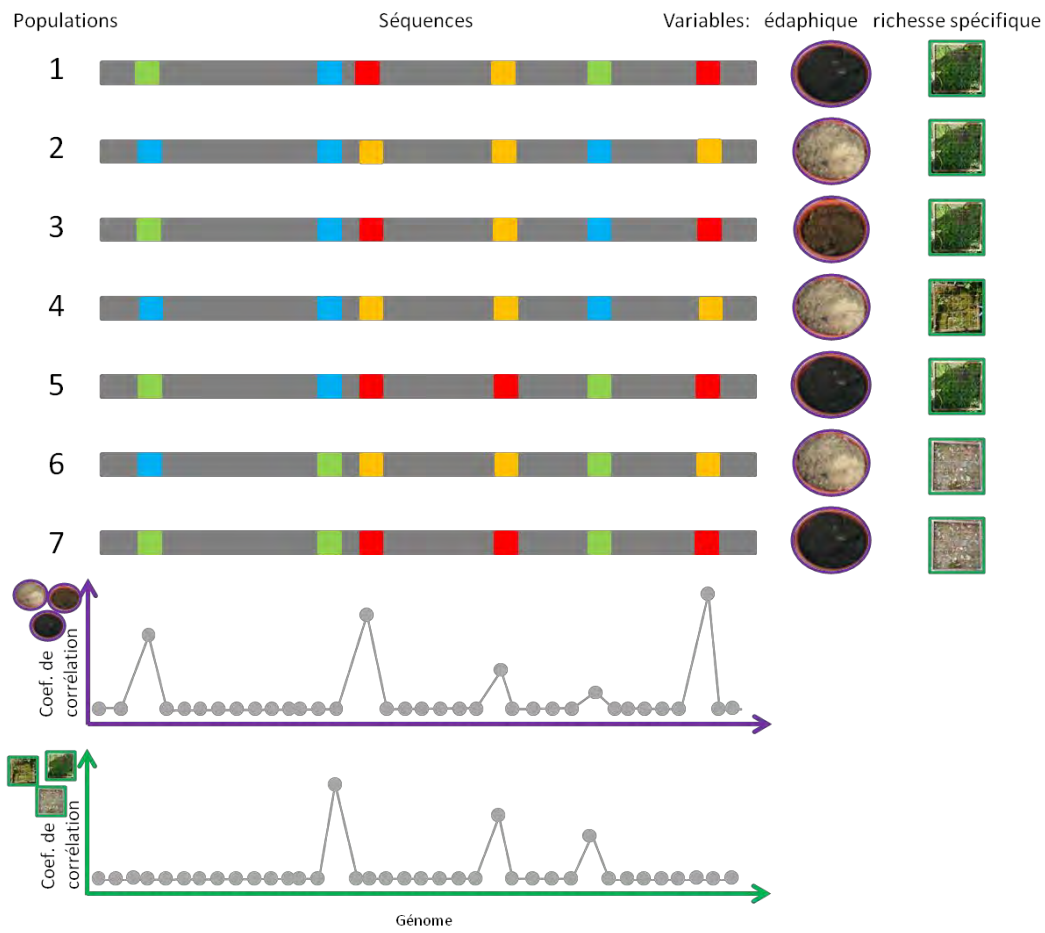 Populations Séquences Variables: édaphique richesse spécifique
1
2
3
4
5
6
7
Coef. de
corrélation
Coef. de
corrélation
Génome